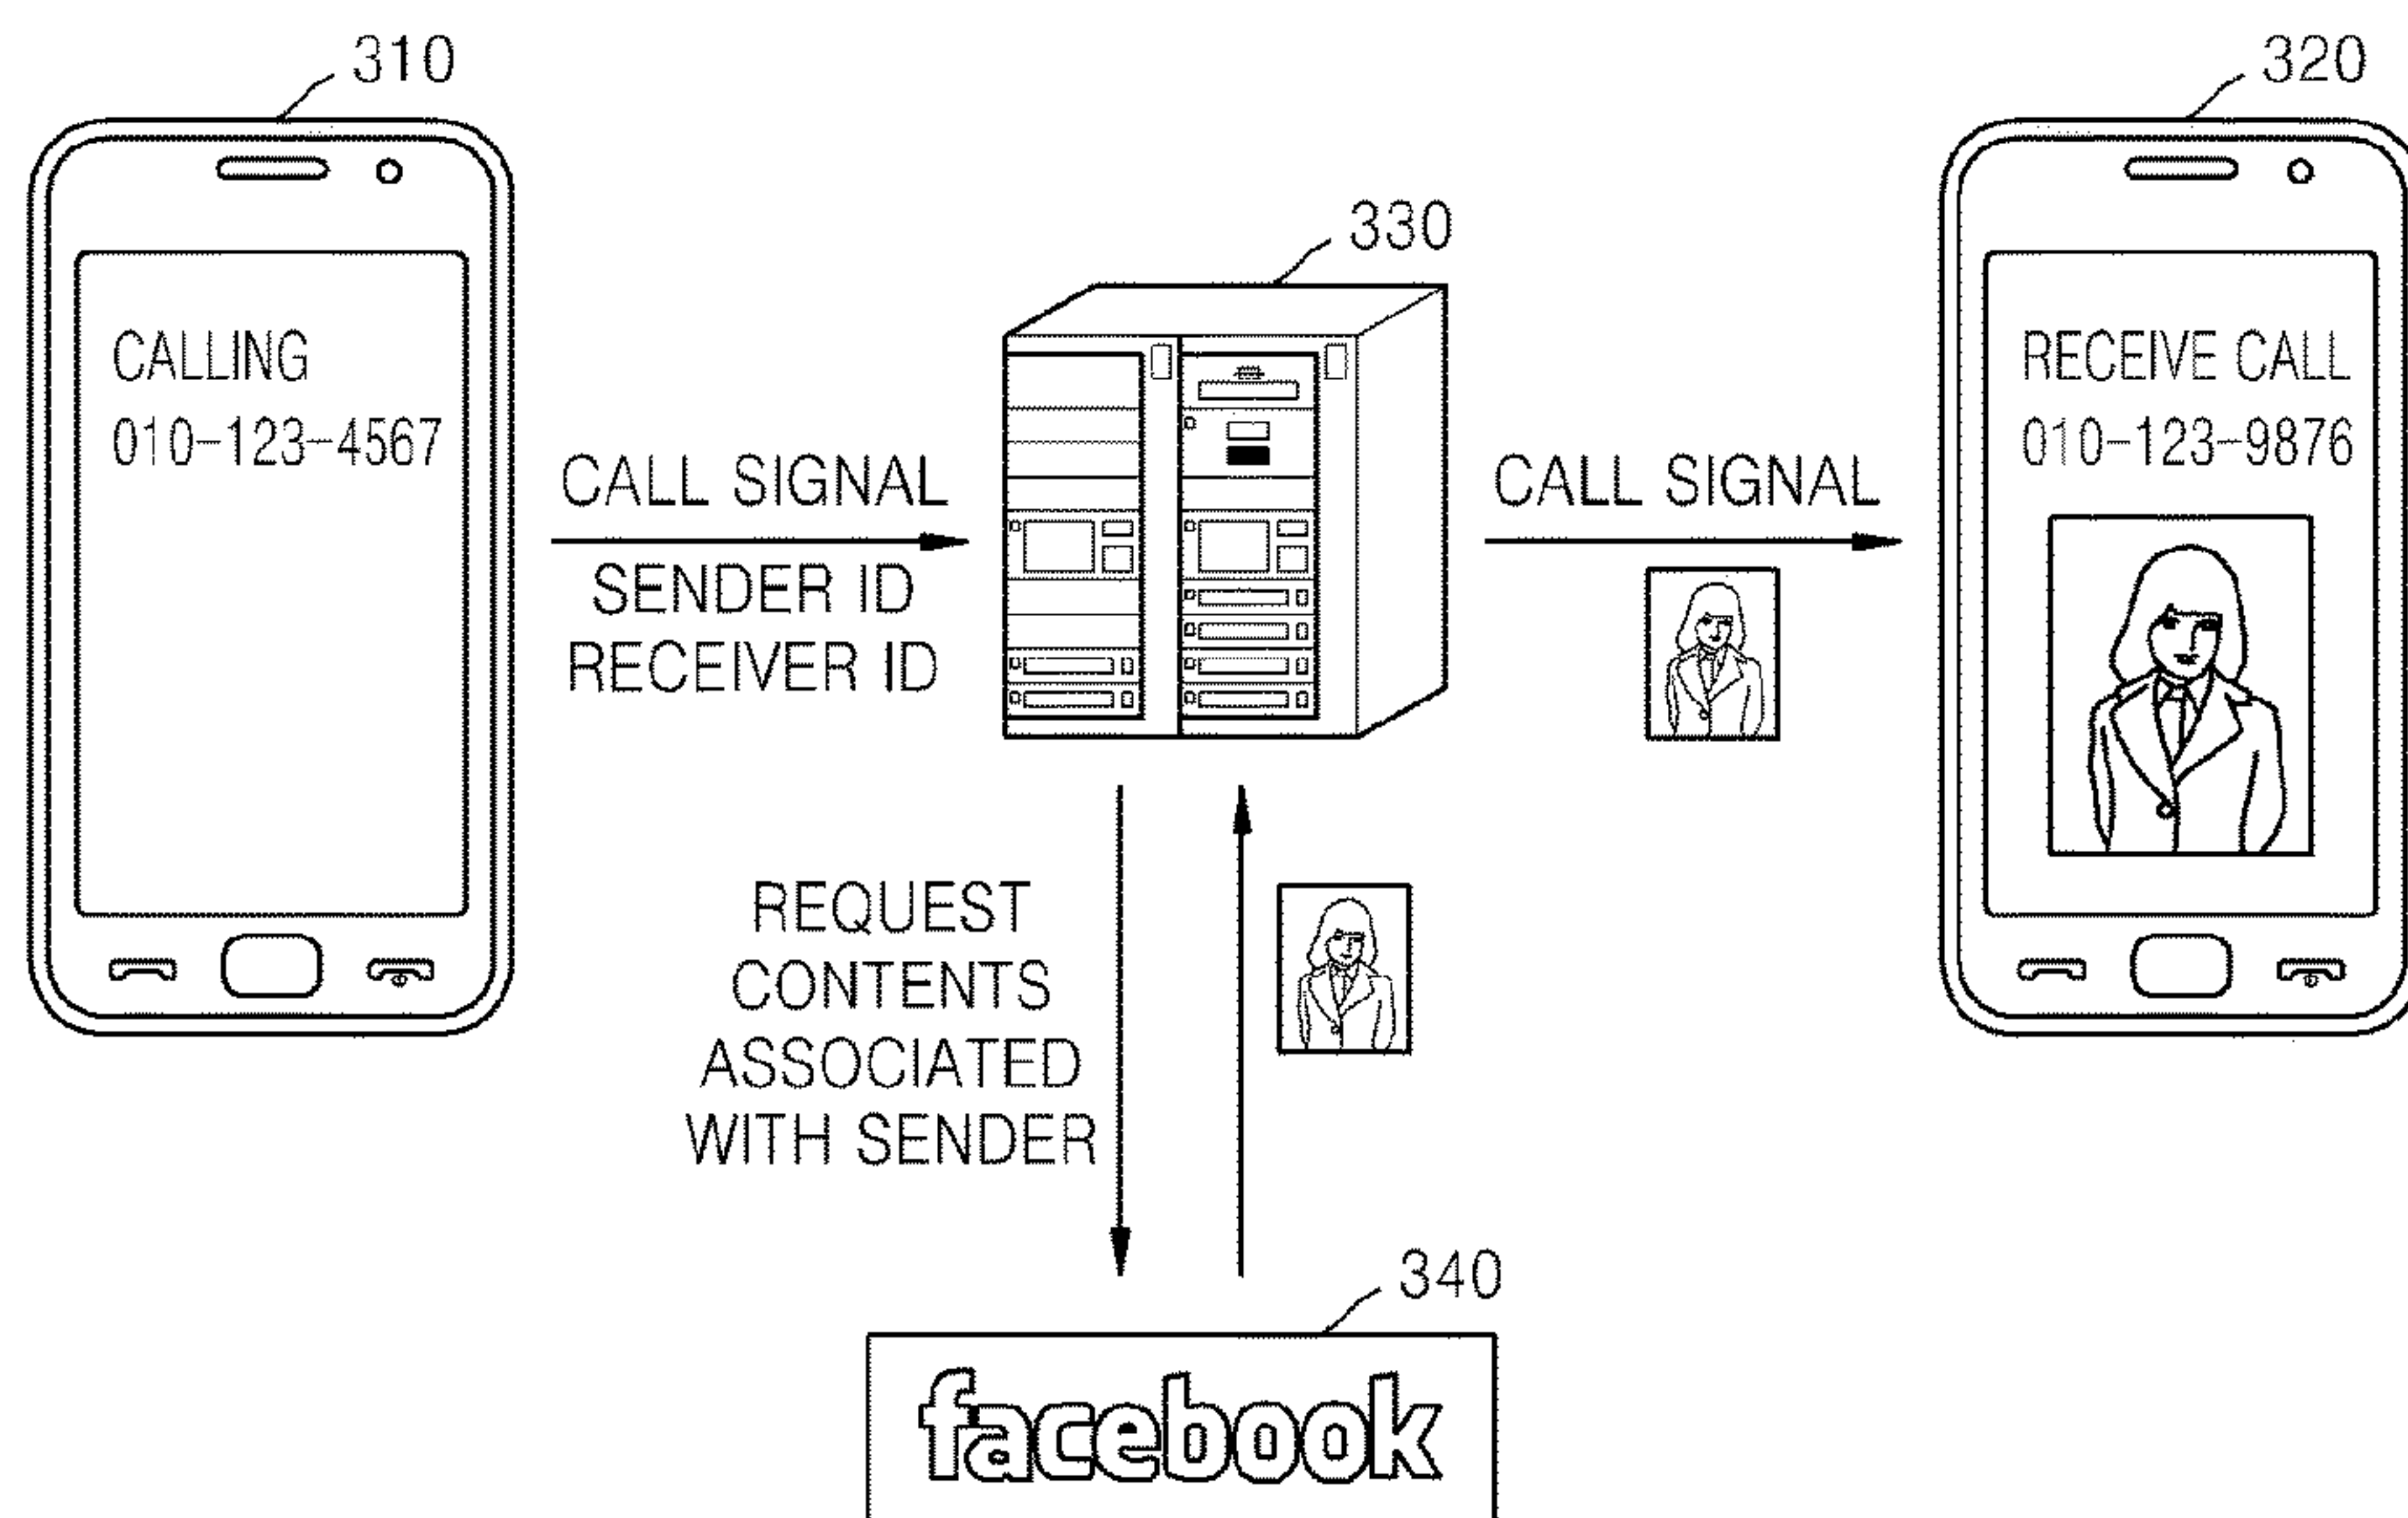 310
320
330
CALLING
010-123-4567
CALL SIGNAL
SENDER ID
RECEIVER ID
CALL SIGNAL
RECEIVE CALL
010-123-9876
REQUEST
CONTENTS
ASSOCIATED
WITH SENDER
340
facebook